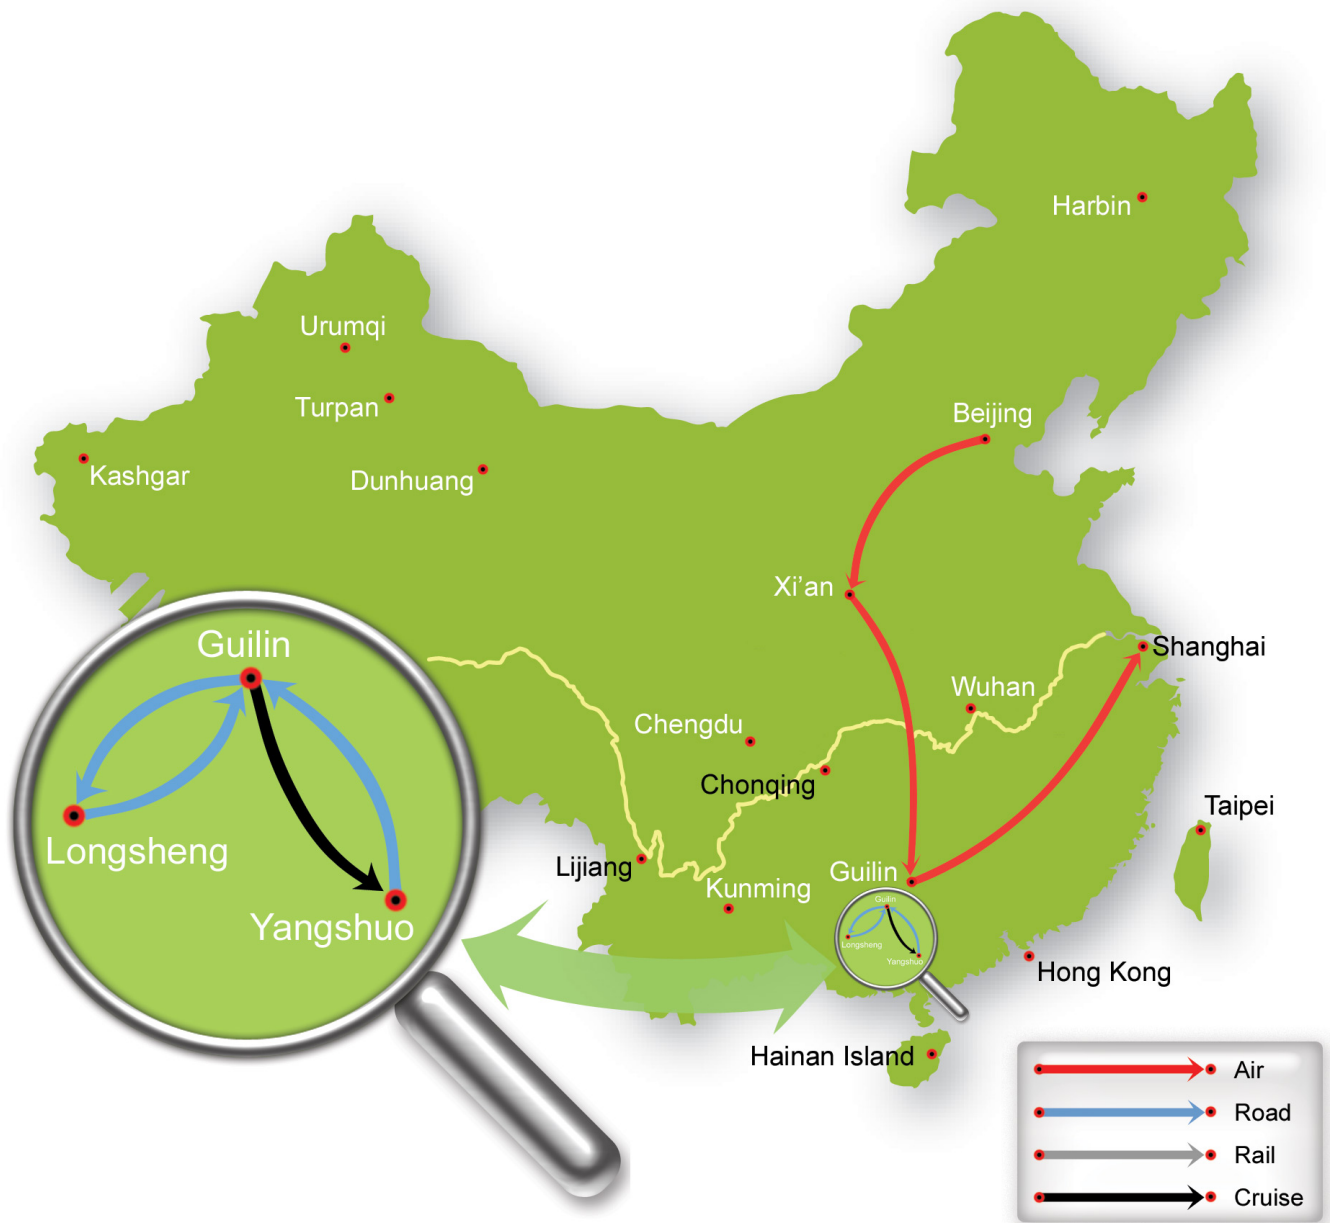 Harbin
Urumqi
Turpan
Beijing
Kashgar
Dunhuang
Xi'an
Guilin
Shanghai
Wuhan
Chengdu
Chonqing
Taipei
Longsheng
Lijiang
Guilin
Kunming
Yangshuo
Guilin
Longsheng
Yangshuo
Hong Kong
Hainan Island
Air
Road
Rail
Cruise